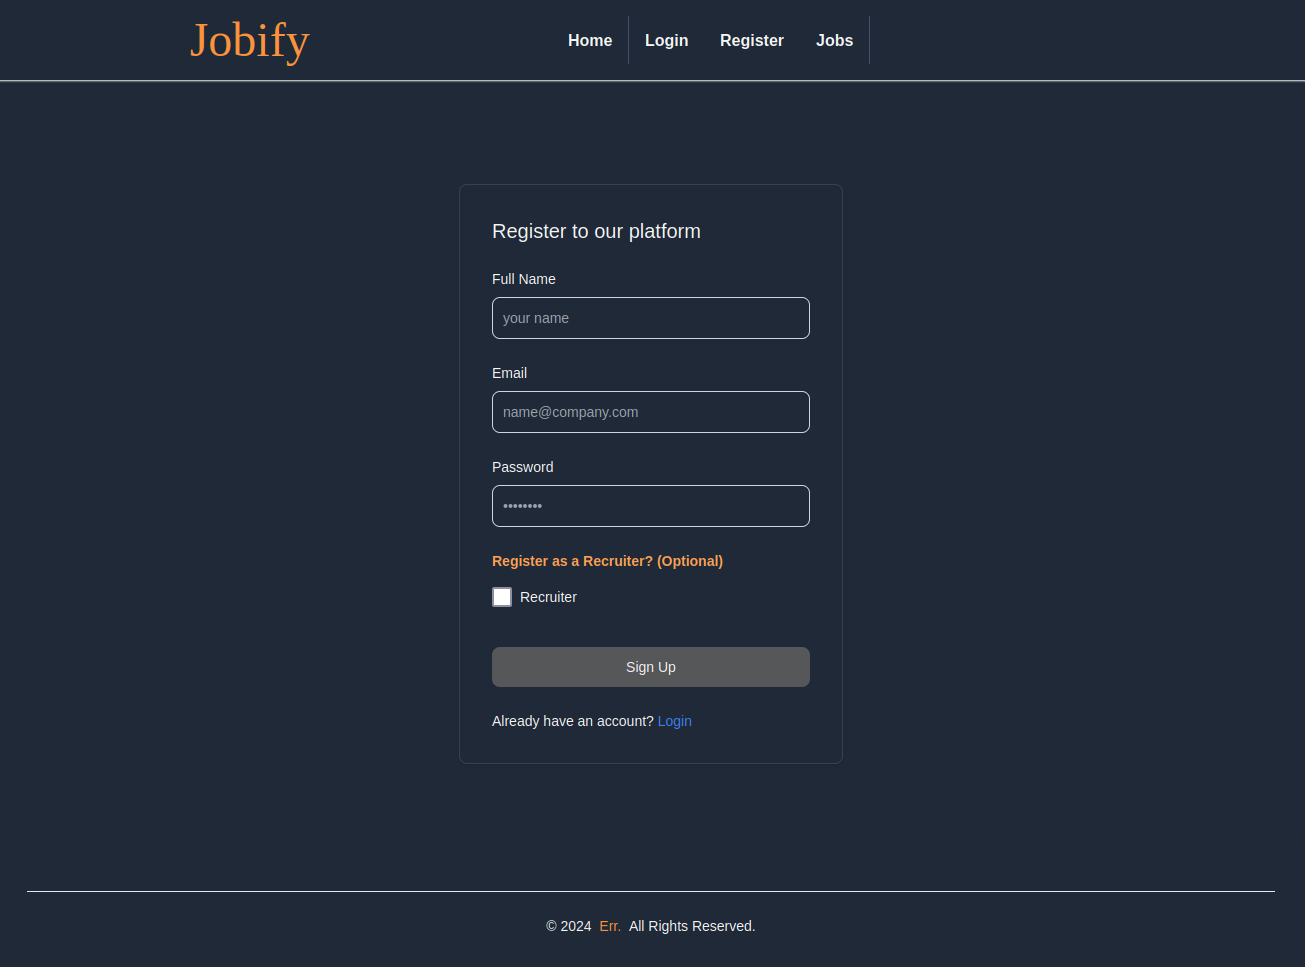 Jobify
Home Login Register Jobs
Register to our platform
Full Name
your name
Email
name@company.com
Password
••••••••
Register as a Recruiter? (Optional)
Recruiter
Sign Up
Already have an account? Login
© 2024 Err. All Rights Reserved.